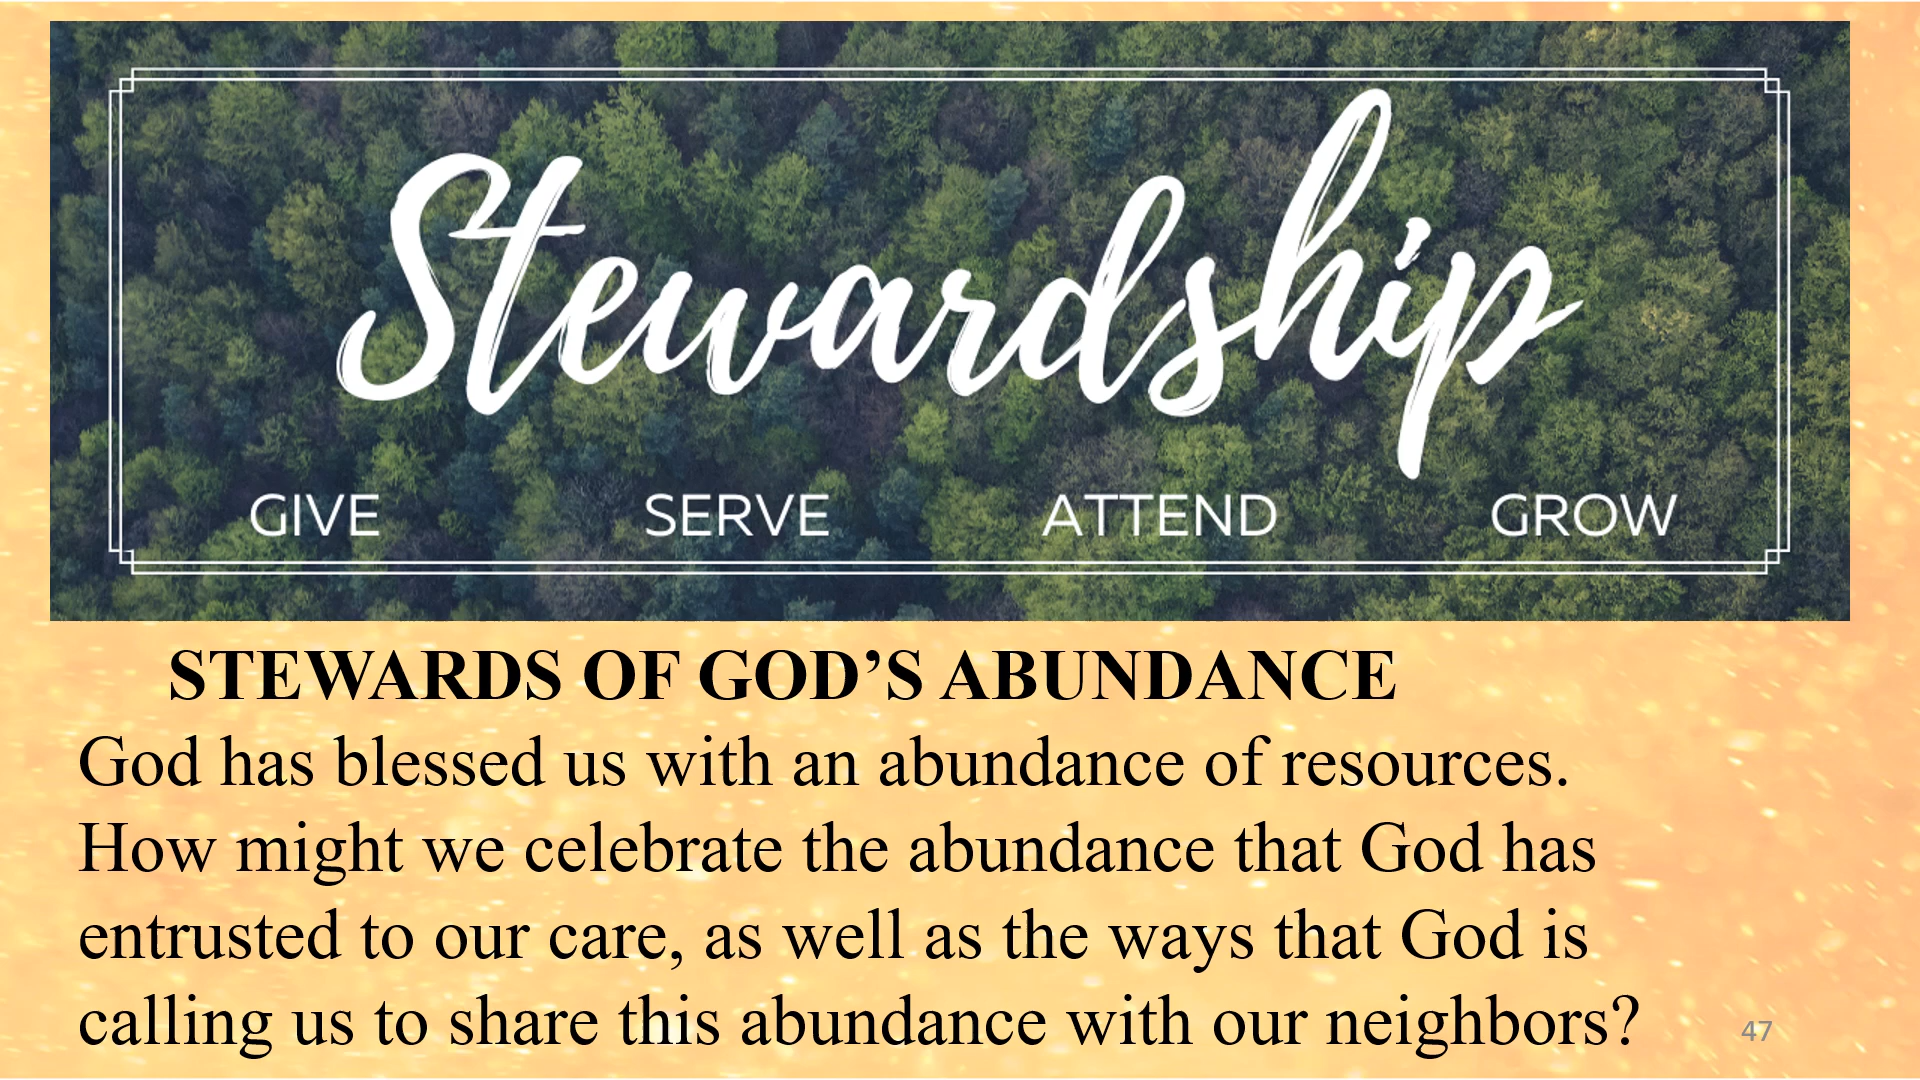 Stewardship
GIVE SERVE ATTEND GROW
STEWARDS OF GOD’S ABUNDANCE
God has blessed us with an abundance of resources.
How might we celebrate the abundance that God has
entrusted to our care, as well as the ways that God is
calling us to share this abundance with our neighbors?
47